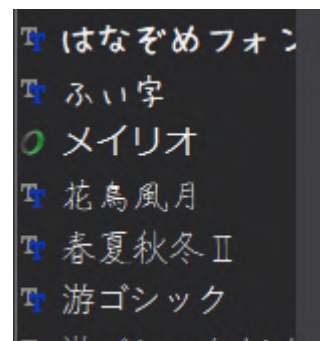 はなぞめフォン
ふい字
メイリオ
花鳥風月
春夏秋冬Ⅱ
游ゴシック